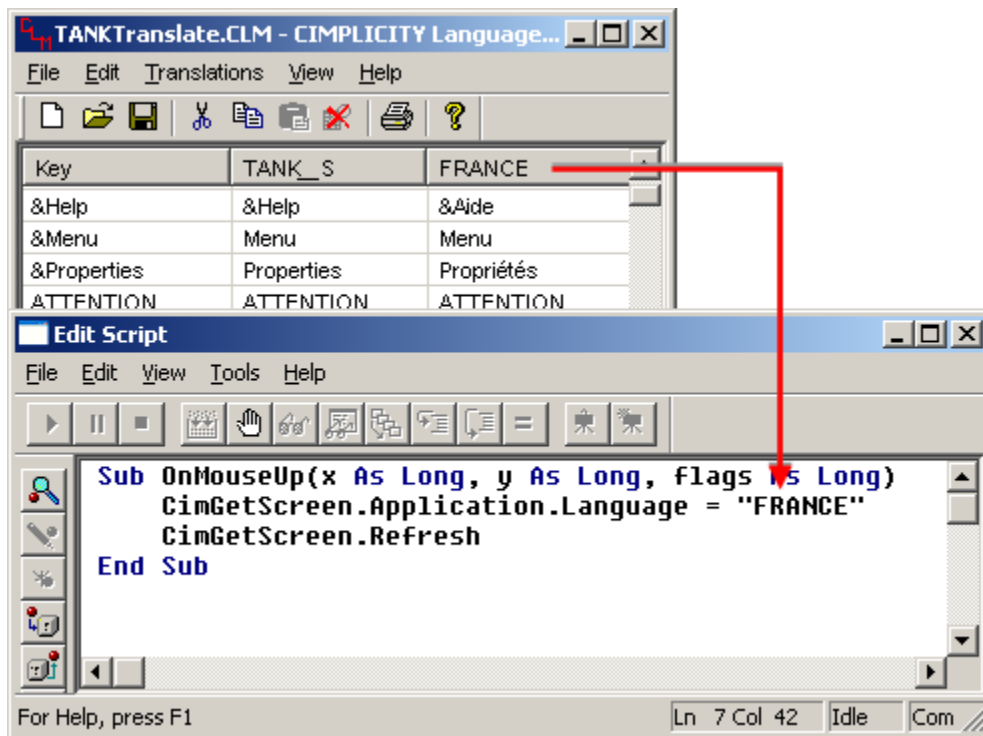 CLM TANKTranslate.CLM - CIMPLICITY Language...
File Edit Translations View Help
Key TANK__S FRANCE
&Help &Help &Aide
&Menu Menu Menu
&Properties Properties Propriétés
ATTENTION ATTENTION ATTENTION
Edit Script
File Edit View Tools Help
Sub OnMouseUp(x As Long, y As Long, flags As Long)
CimGetScreen.Application.Language = "FRANCE"
CimGetScreen.Refresh
End Sub
For Help, press F1 Ln 7 Col 42 Idle Com